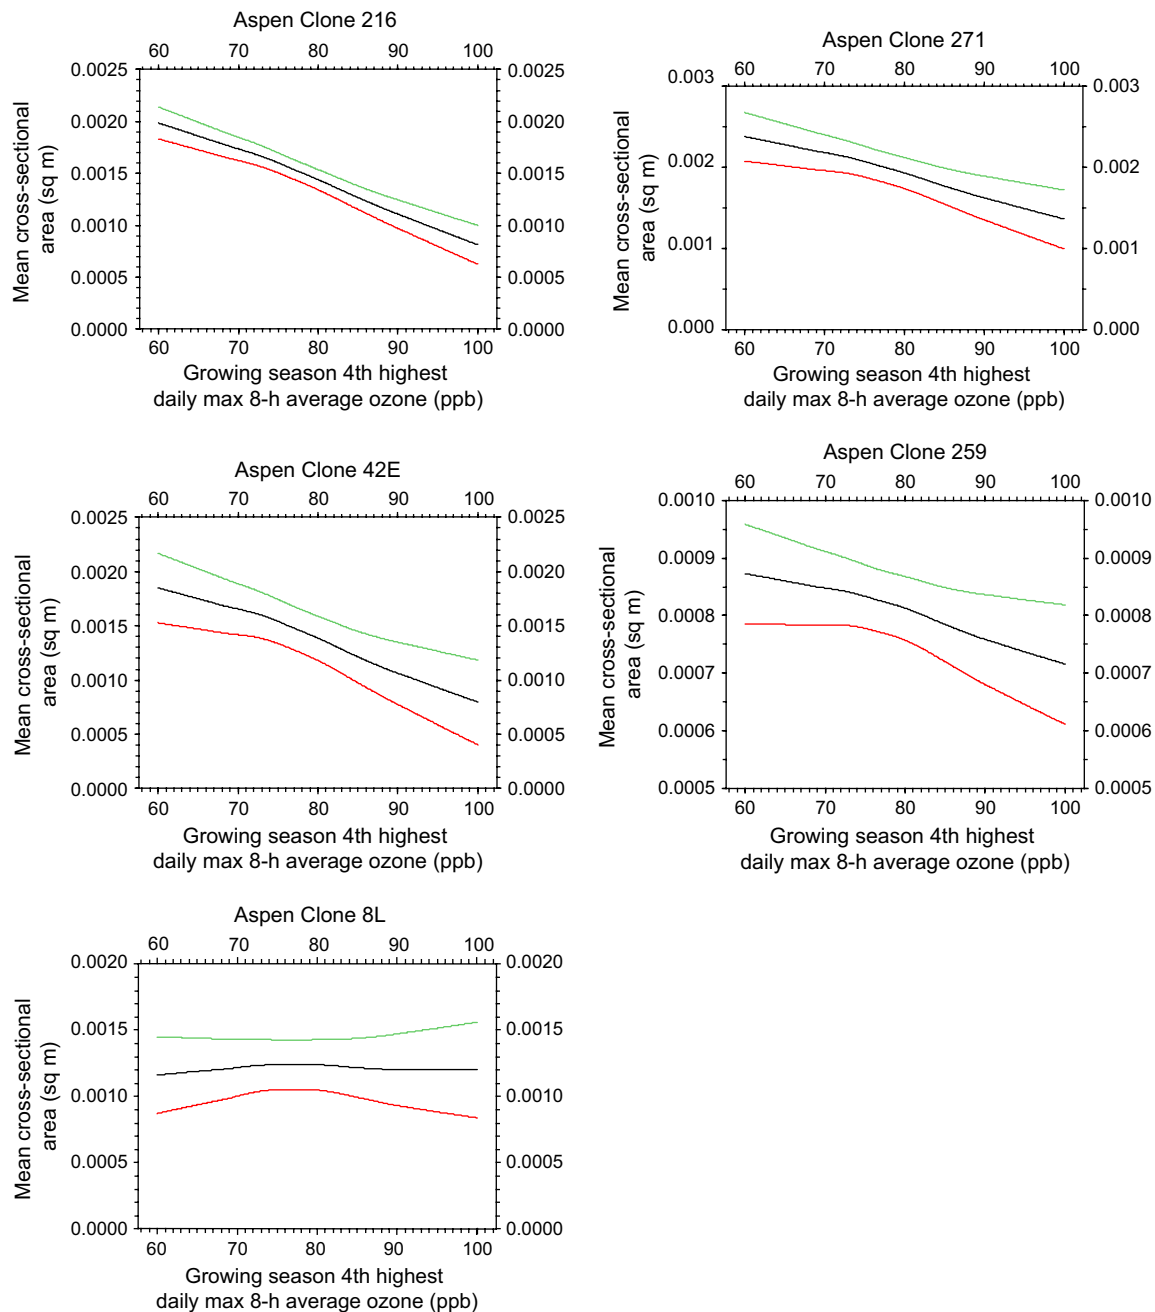 Aspen Clone 216
60 70 80 90 100
0.0025 0.0025
0.0020 0.0020
0.0015 0.0015
0.0010 0.0010
0.0005 0.0005
0.0000 0.0000
Mean cross-sectional
area (sq m)
60 70 80 90 100
Growing season 4th highest
daily max 8-h average ozone (ppb)
Aspen Clone 271
60 70 80 90 100
0.003 0.003
0.002 0.002
0.001 0.001
0.000 0.000
Mean cross-sectional
area (sq m)
60 70 80 90 100
Growing season 4th highest
daily max 8-h average ozone (ppb)
Aspen Clone 42E
60 70 80 90 100
0.0025 0.0025
0.0020 0.0020
0.0015 0.0015
0.0010 0.0010
0.0005 0.0005
0.0000 0.0000
Mean cross-sectional
area (sq m)
60 70 80 90 100
Growing season 4th highest
daily max 8-h average ozone (ppb)
Aspen Clone 259
60 70 80 90 100
0.0010 0.0010
0.0009 0.0009
0.0008 0.0008
0.0007 0.0007
0.0006 0.0006
0.0005 0.0005
Mean cross-sectional
area (sq m)
60 70 80 90 100
Growing season 4th highest
daily max 8-h average ozone (ppb)
Aspen Clone 8L
60 70 80 90 100
0.0020 0.0020
0.0015 0.0015
0.0010 0.0010
0.0005 0.0005
0.0000 0.0000
Mean cross-sectional
area (sq m)
60 70 80 90 100
Growing season 4th highest
daily max 8-h average ozone (ppb)